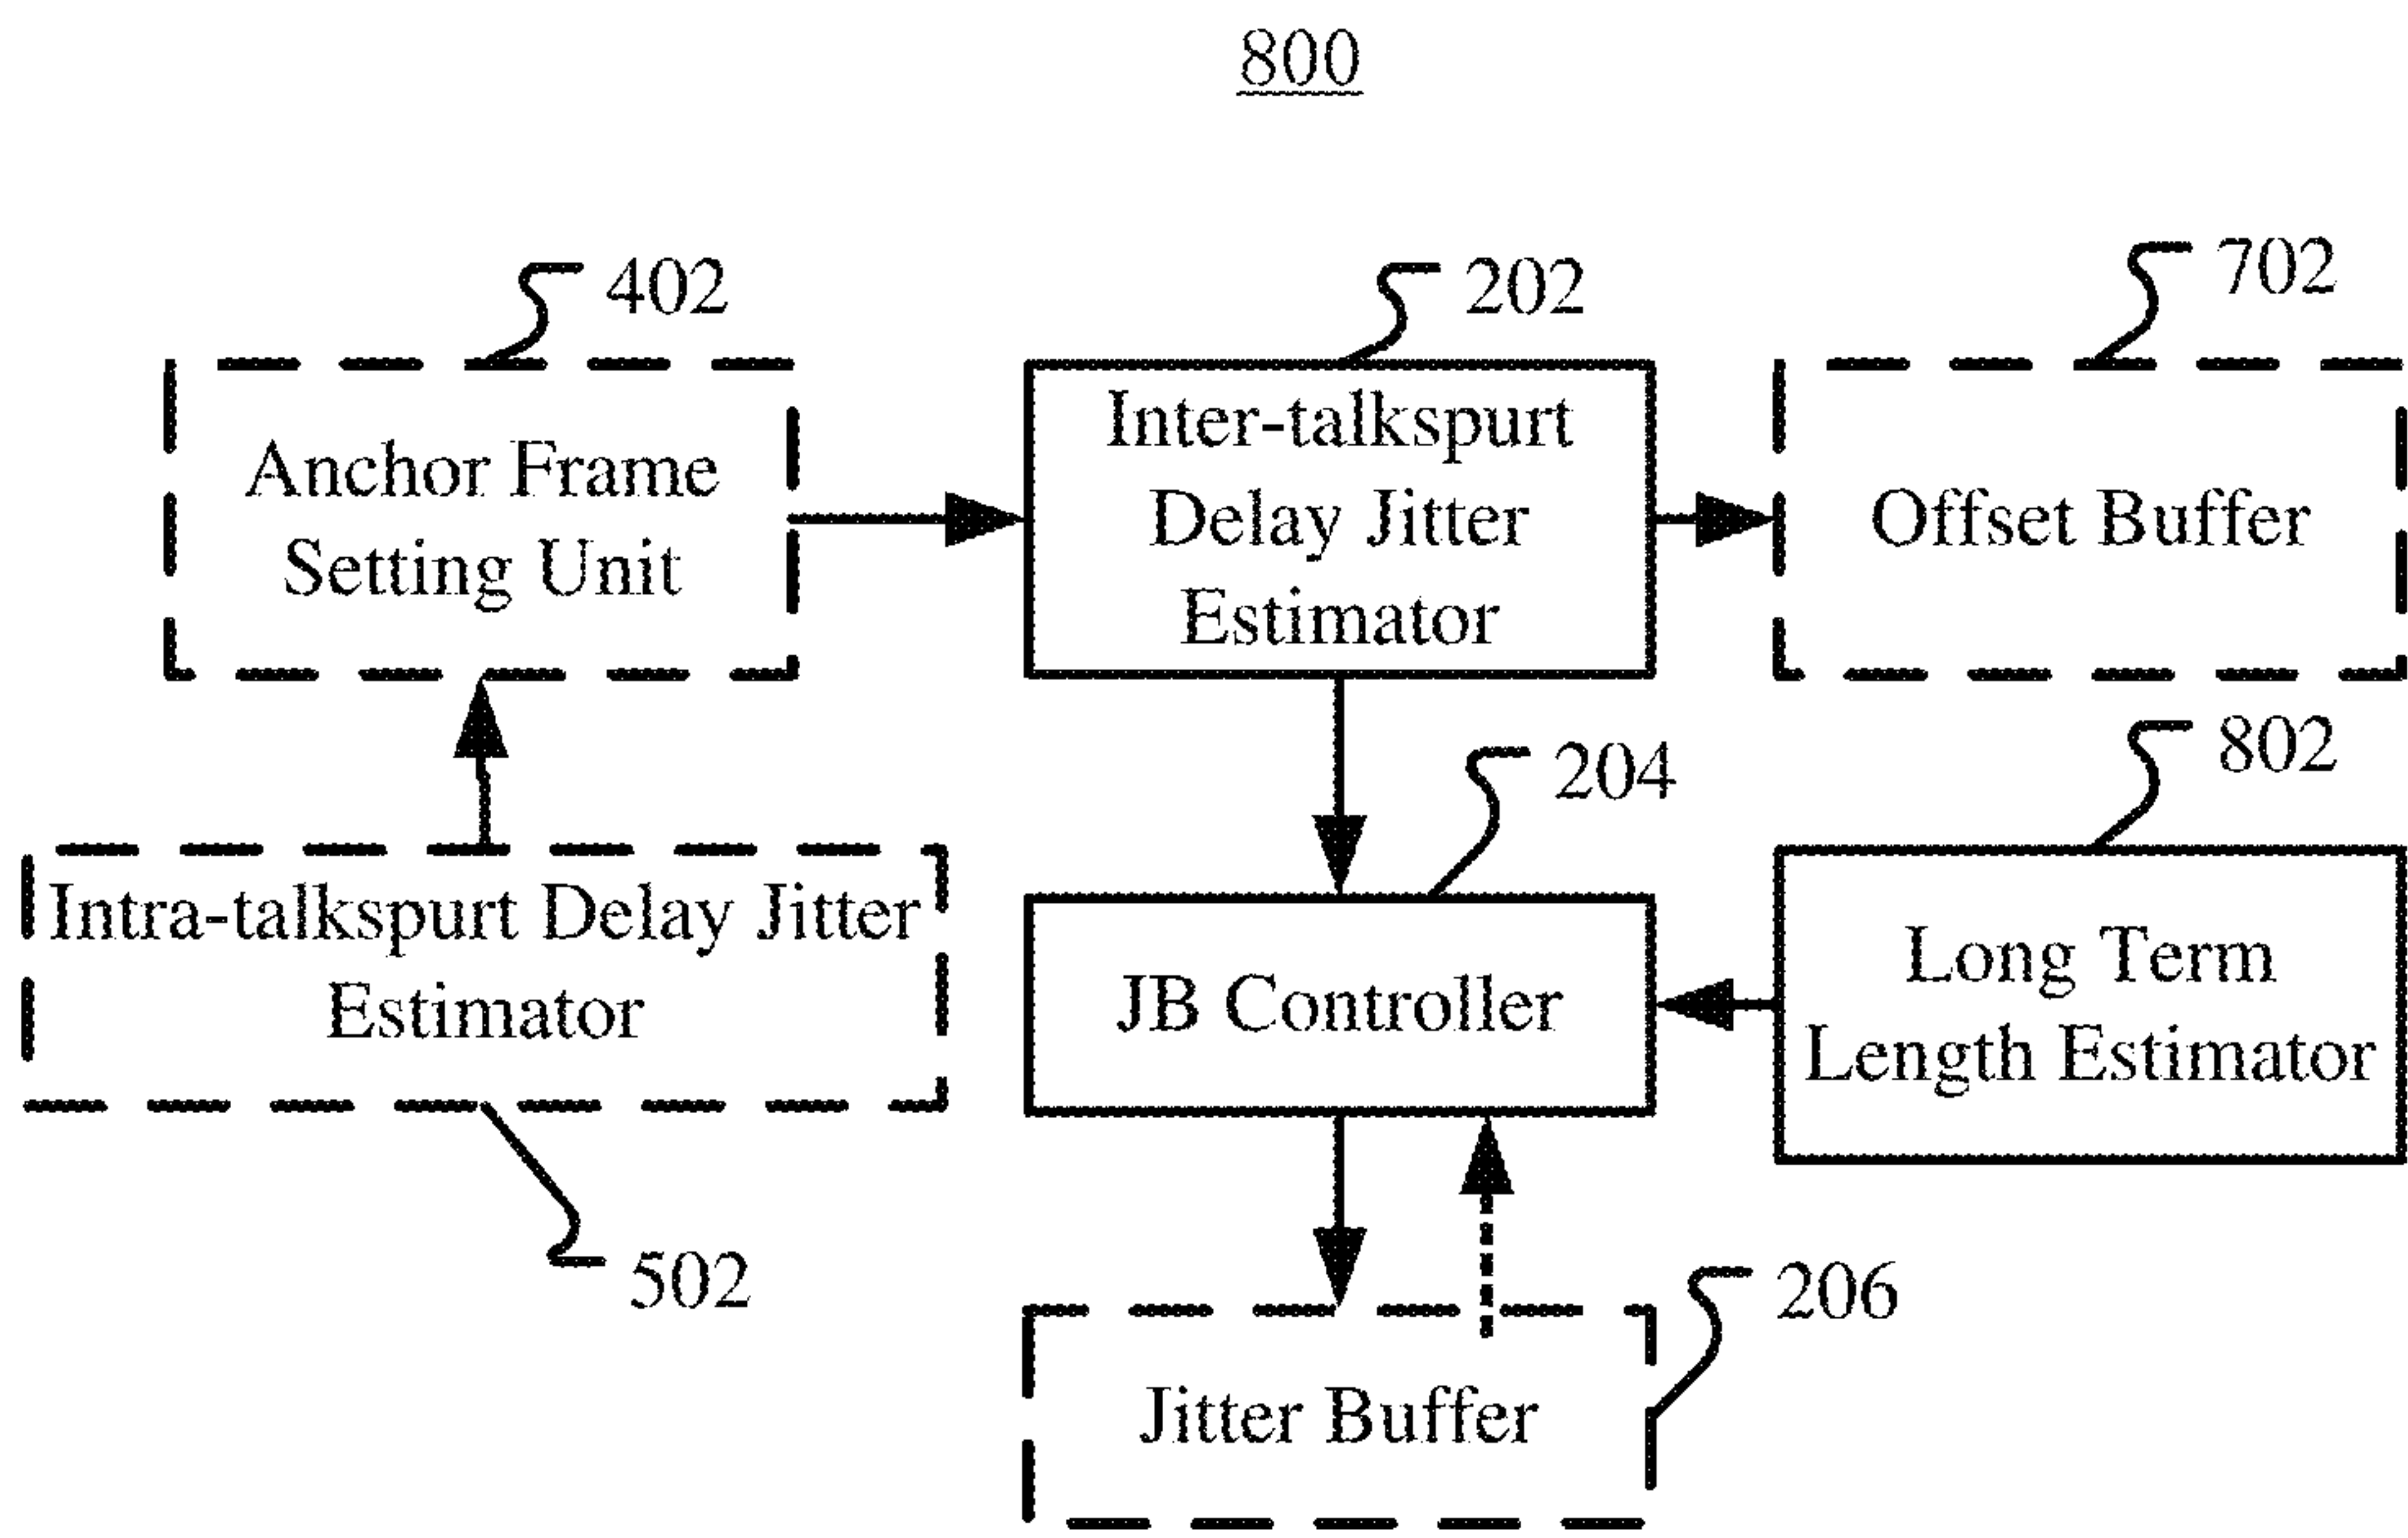 800
402
202
702
Anchor Frame
Setting Unit
Inter-talkspurt
Delay Jitter
Estimator
Offset Buffer
204
802
Intra-talkspurt Delay Jitter
Estimator
JB Controller
Long Term
Length Estimator
502
206
Jitter Buffer